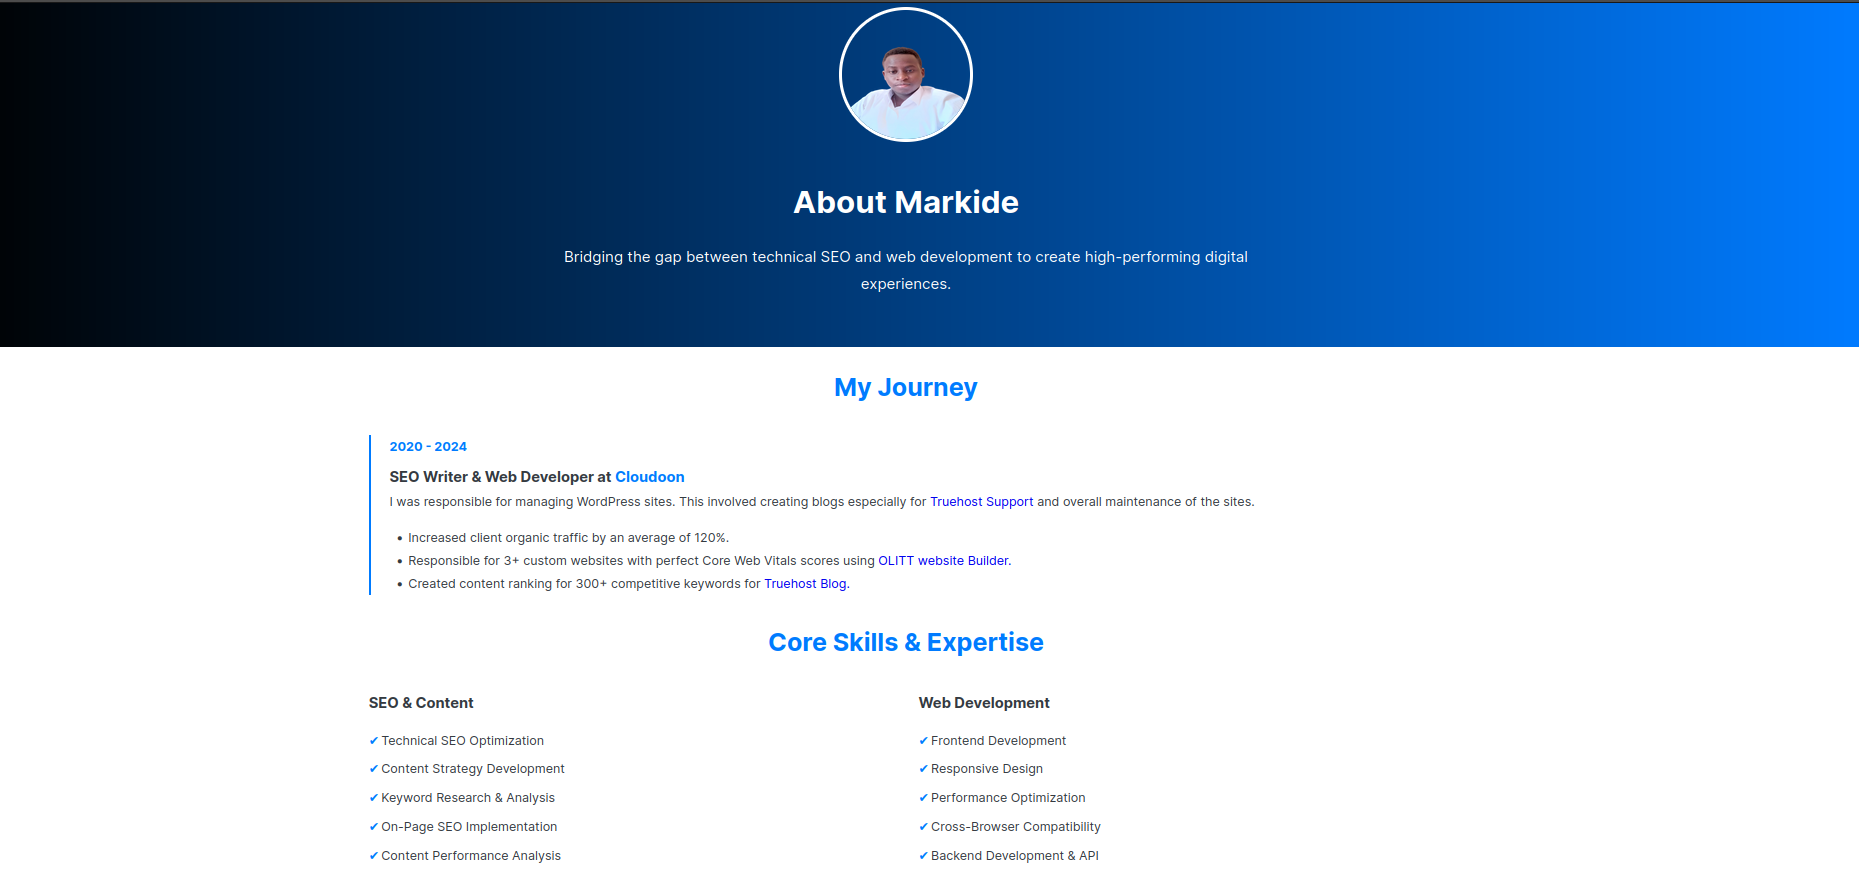 About Markide
Bridging the gap between technical SEO and web development to create high-performing digital
experiences.
My Journey
2020 - 2024
SEO Writer & Web Developer at Cloudoon
I was responsible for managing WordPress sites. This involved creating blogs especially for Truehost Support and overall maintenance of the sites.
• Increased client organic traffic by an average of 120%.
• Responsible for 3+ custom websites with perfect Core Web Vitals scores using OLITT website Builder.
• Created content ranking for 300+ competitive keywords for Truehost Blog.
Core Skills & Expertise
SEO & Content
✔ Technical SEO Optimization
✔ Content Strategy Development
✔ Keyword Research & Analysis
✔ On-Page SEO Implementation
✔ Content Performance Analysis
Web Development
✔ Frontend Development
✔ Responsive Design
✔ Performance Optimization
✔ Cross-Browser Compatibility
✔ Backend Development & API